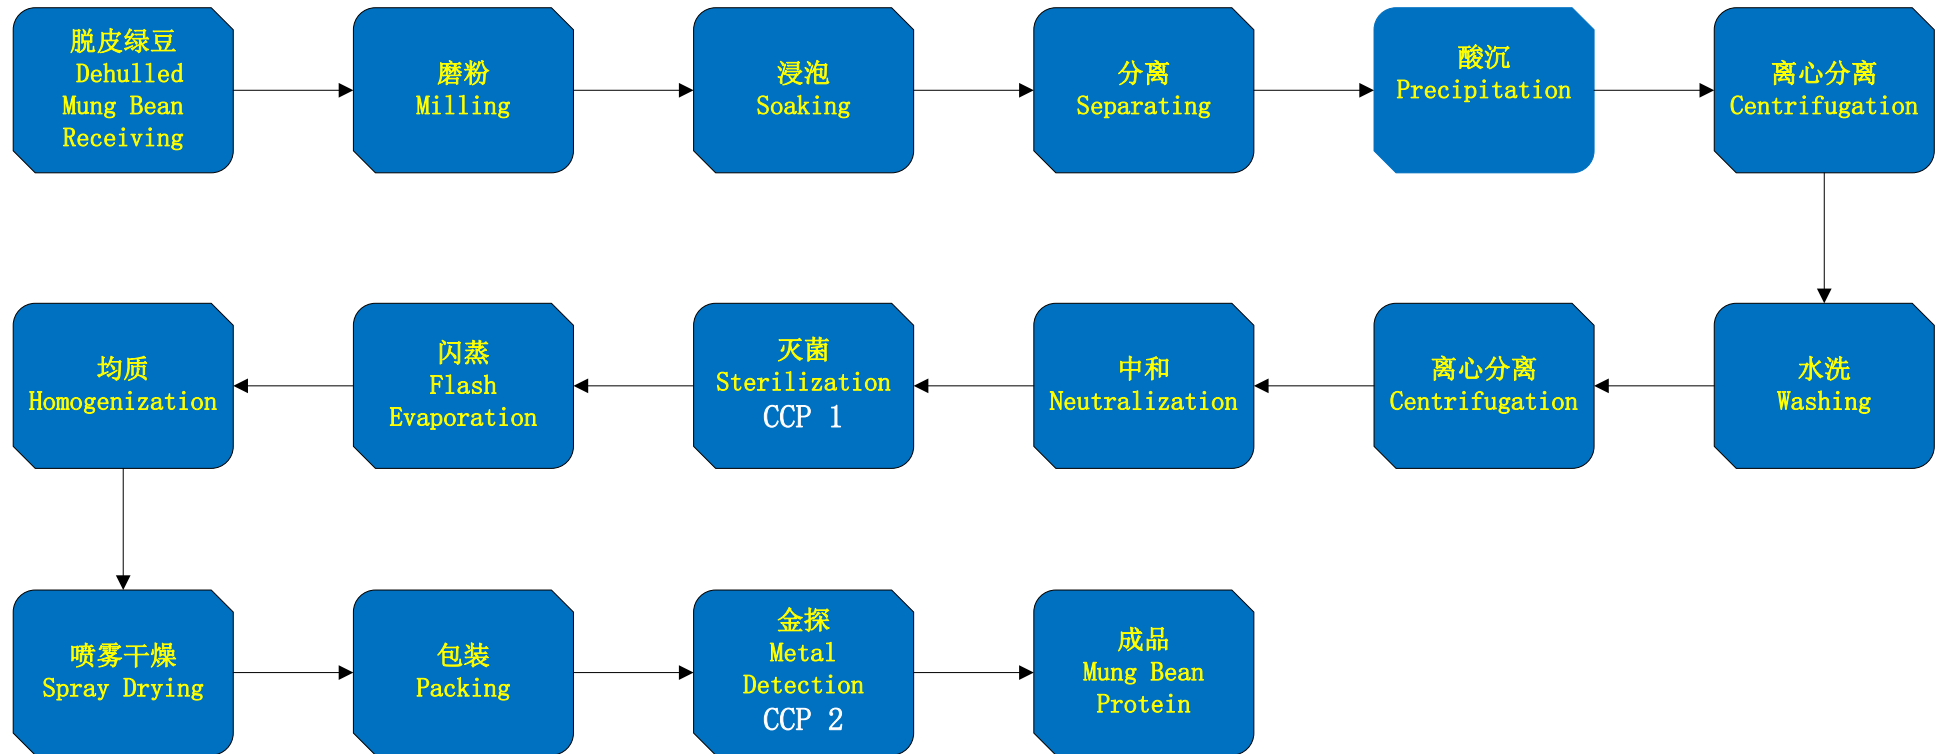 脱皮绿豆
Dehulled
Mung Bean
Receiving
磨粉
Milling
浸泡
Soaking
分离
Separating
酸沉
Precipitation
离心分离
Centrifugation
均质
Homogenization
闪蒸
Flash
Evaporation
灭菌
Sterilization
CCP 1
中和
Neutralization
离心分离
Centrifugation
水洗
Washing
喷雾干燥
Spray Drying
包装
Packing
金探
Metal
Detection
CCP 2
成品
Mung Bean
Protein